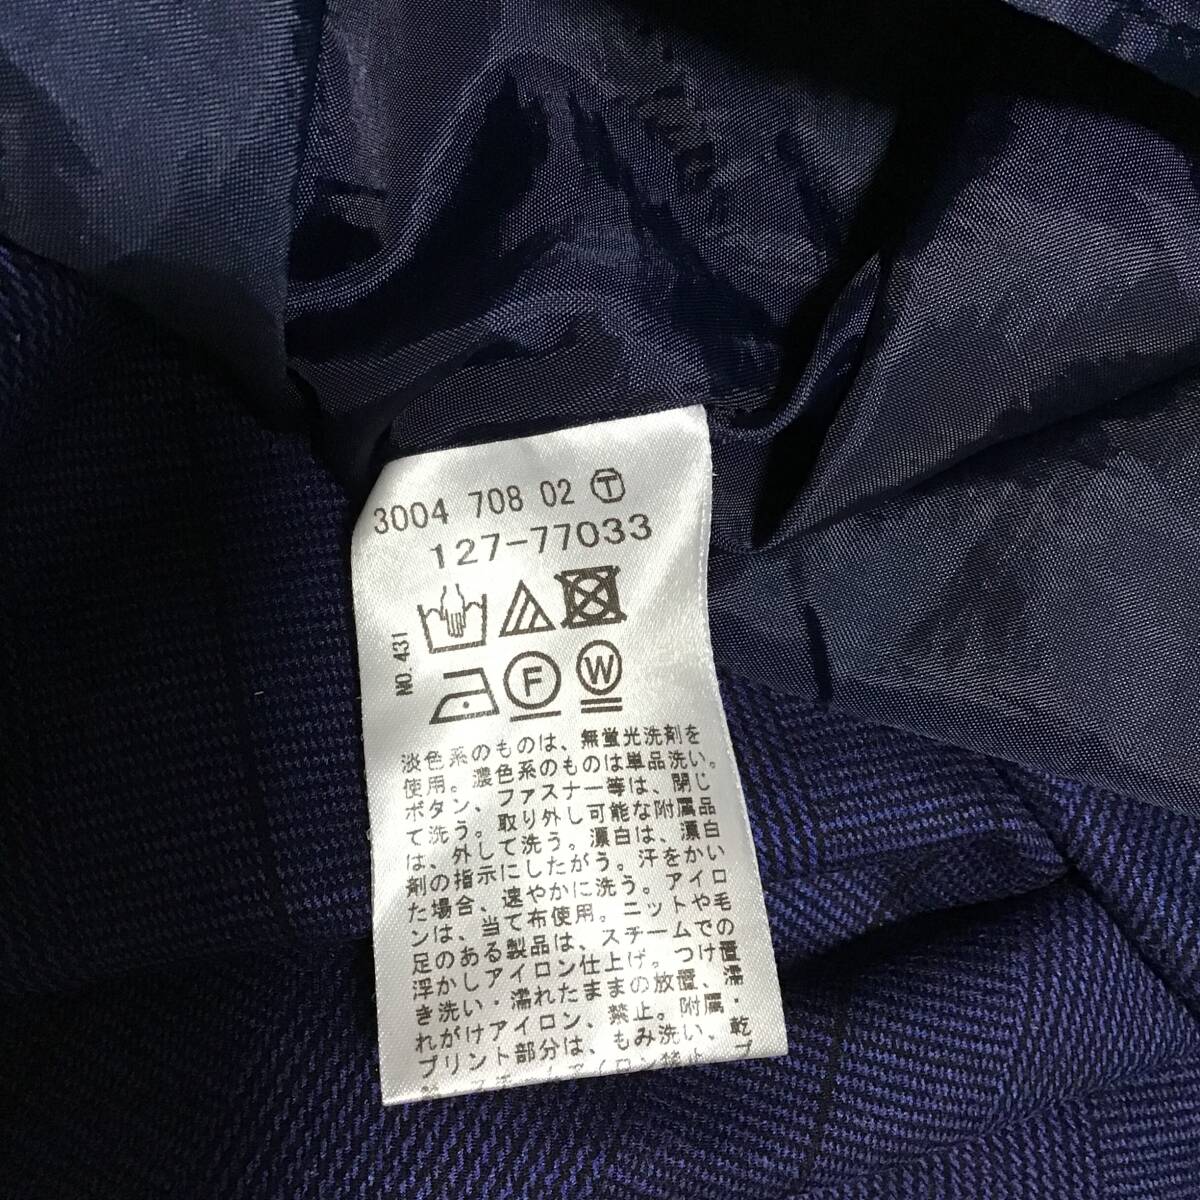 3004 708 02 Ⓣ
127-77033
NO.431
F
W
淡色系のものは、無蛍光洗剤を
使用。濃色系のものは単品洗い。
ボタン、ファスナー等は、閉じ
て洗う。取り外し可能な附属品
は、外して洗う。漂白は、漂白
剤の指示にしたがう。汗をかい
た場合、速やかに洗う。アイロ
ンは、当て布使用。ニットや毛
足のある製品は、スチームでの
浮かしアイロン仕上げ。つけ置
き洗い・濡れたままの放置、濡
れがけアイロン、禁止。附属・
プリント部分は、もみ洗い、乾